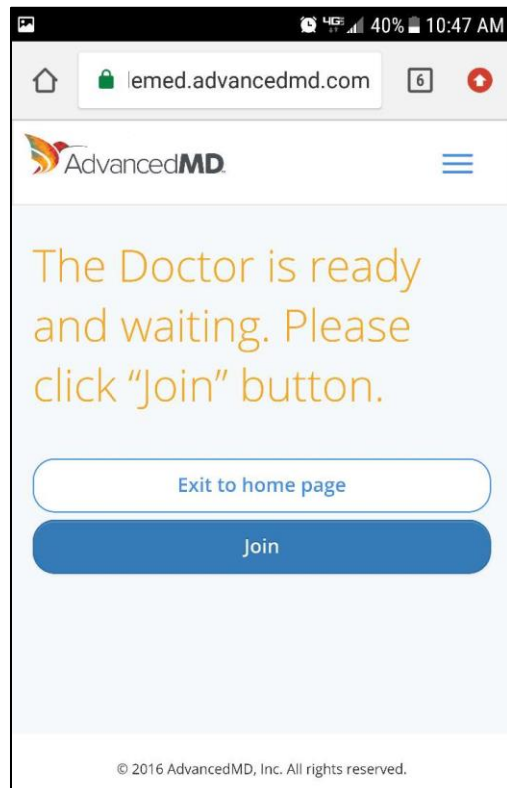 4G 40% 10:47 AM
lemed.advancedmd.com 6
AdvancedMD
The Doctor is ready
and waiting. Please
click “Join” button.
Exit to home page
Join
© 2016 AdvancedMD, Inc. All rights reserved.